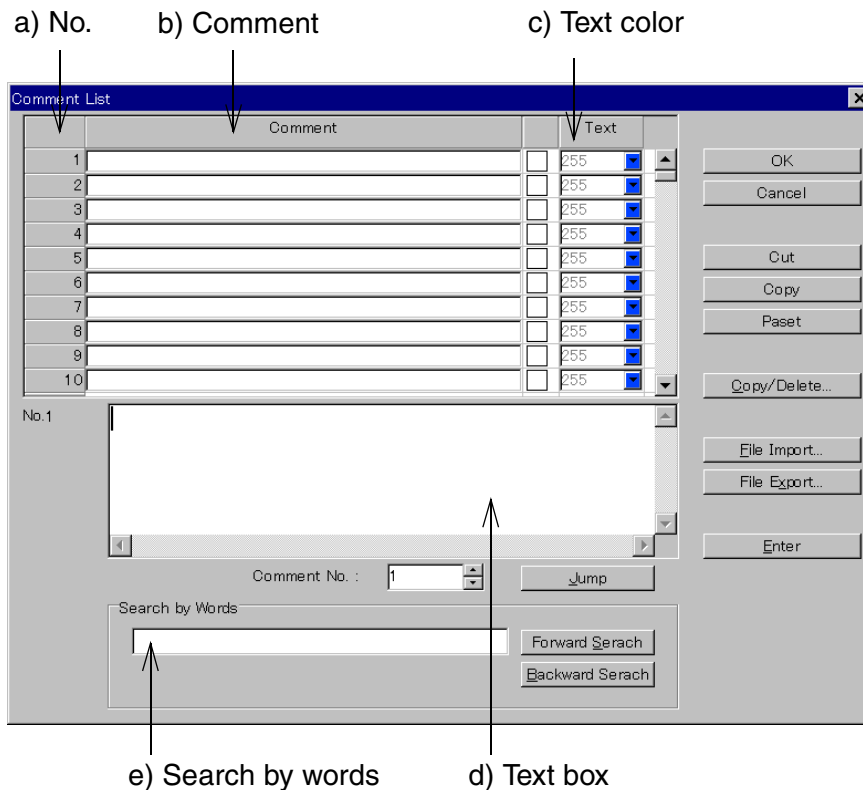 a) No. b) Comment c) Text color
Comment List
Comment Text
1 255 OK
2 255 Cancel
3 255
4 255
5 255 Cut
6 255 Copy
7 255 Paset
8 255
9 255
10 255 Copy/Delete...
No.1
File Import...
File Export...
Enter
Comment No. : 1 Jump
Search by Words
Forward Serach
Backward Serach
e) Search by words d) Text box